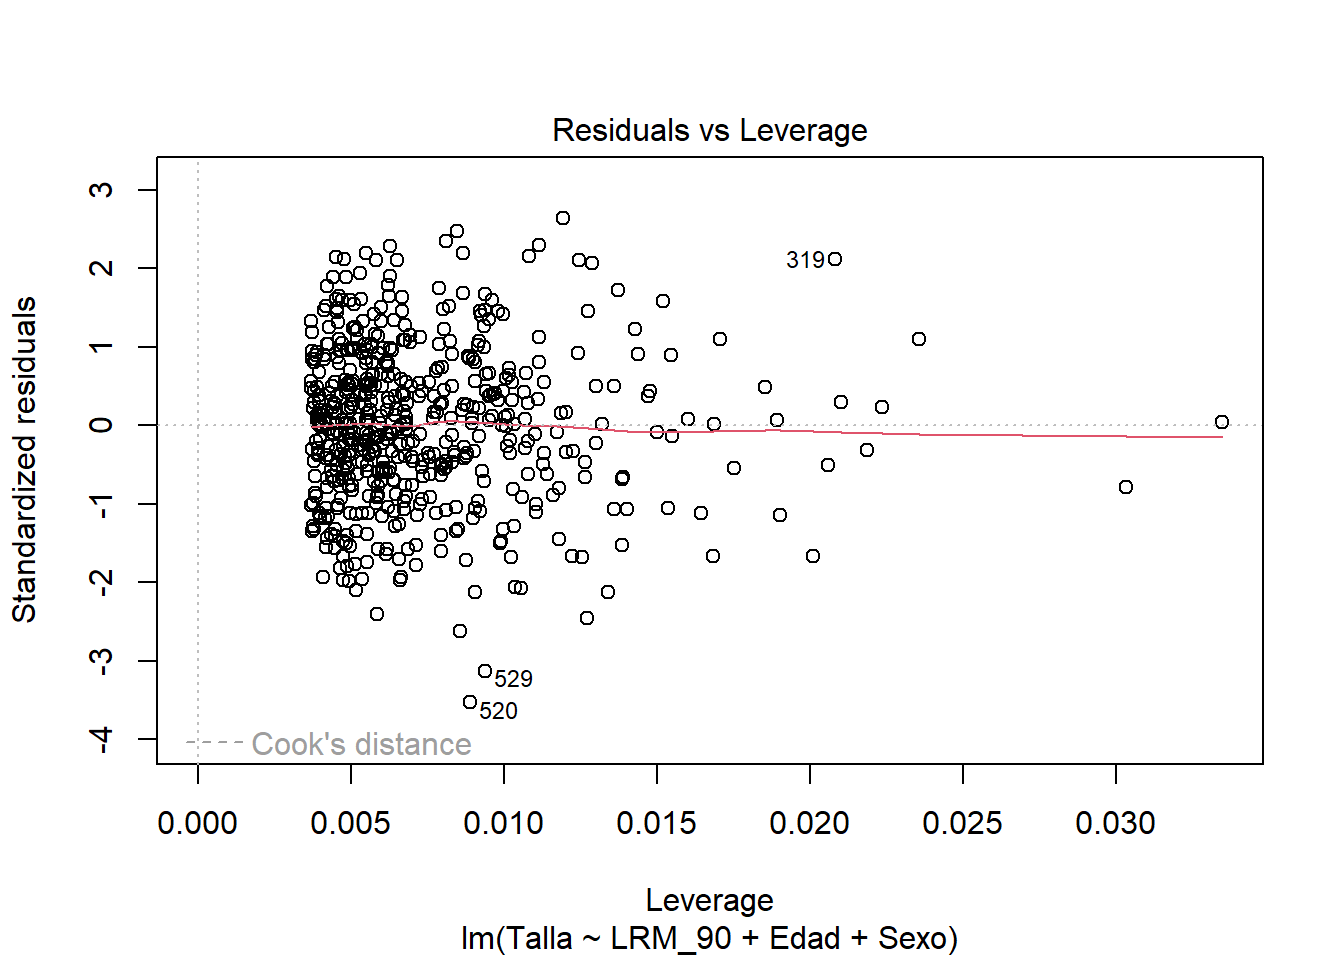 Residuals vs Leverage
Standardized residuals
3
2
1
0
-1
-2
-3
-4
319
529
520
Cook's distance
0.000 0.005 0.010 0.015 0.020 0.025 0.030
Leverage
lm(Talla ~ LRM_90 + Edad + Sexo)